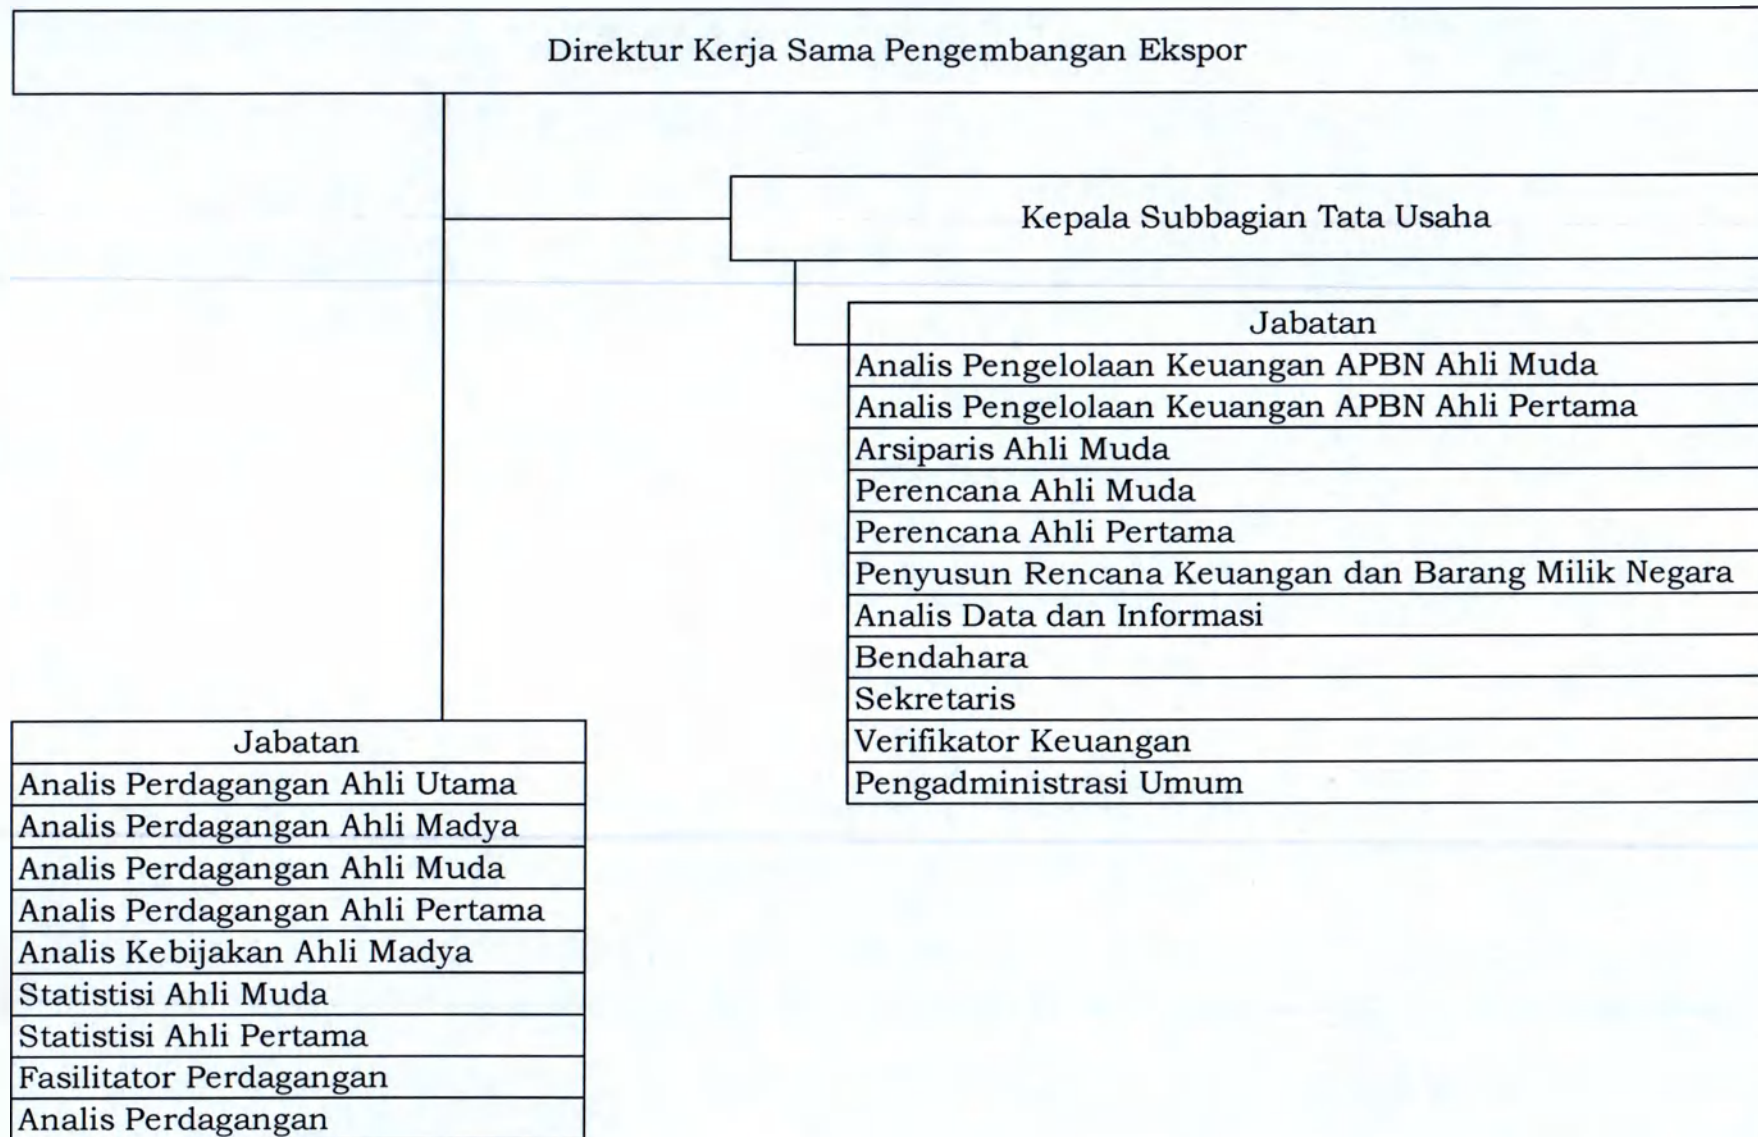 Direktur Kerja Sama Pengembangan Ekspor
Kepala Subbagian Tata Usaha
Jabatan
Analis Pengelolaan Keuangan APBN Ahli Muda
Analis Pengelolaan Keuangan APBN Ahli Pertama
Arsiparis Ahli Muda
Perencana Ahli Muda
Perencana Ahli Pertama
Penyusun Rencana Keuangan dan Barang Milik Negara
Analis Data dan Informasi
Bendahara
Sekretaris
Verifikator Keuangan
Pengadministrasi Umum
Jabatan
Analis Perdagangan Ahli Utama
Analis Perdagangan Ahli Madya
Analis Perdagangan Ahli Muda
Analis Perdagangan Ahli Pertama
Analis Kebijakan Ahli Madya
Statistisi Ahli Muda
Statistisi Ahli Pertama
Fasilitator Perdagangan
Analis Perdagangan